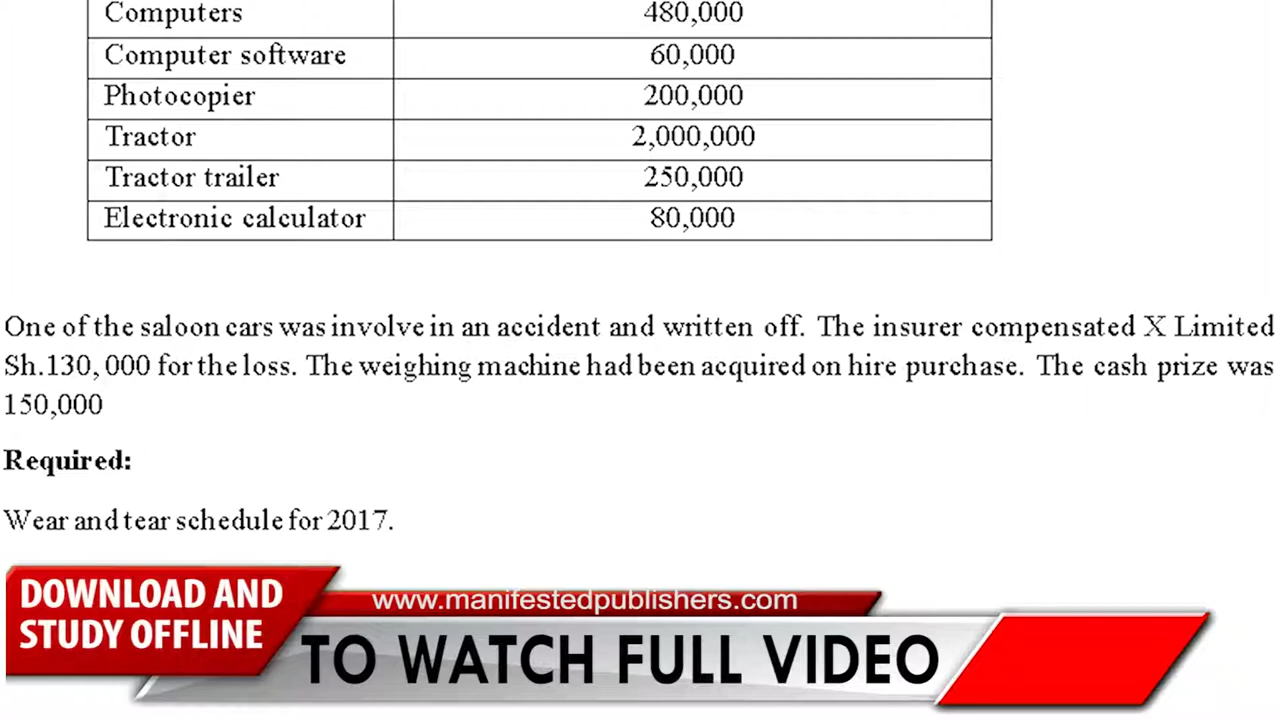 Computers 480,000
Computer software 60,000
Photocopier 200,000
Tractor 2,000,000
Tractor trailer 250,000
Electronic calculator 80,000
One of the saloon cars was involve in an accident and written off. The insurer compensated X Limited
Sh.130, 000 for the loss. The weighing machine had been acquired on hire purchase. The cash prize was
150,000
Required:
Wear and tear schedule for 2017.
DOWNLOAD AND
STUDY OFFLINE
www.manifestedpublishers.com
TO WATCH FULL VIDEO